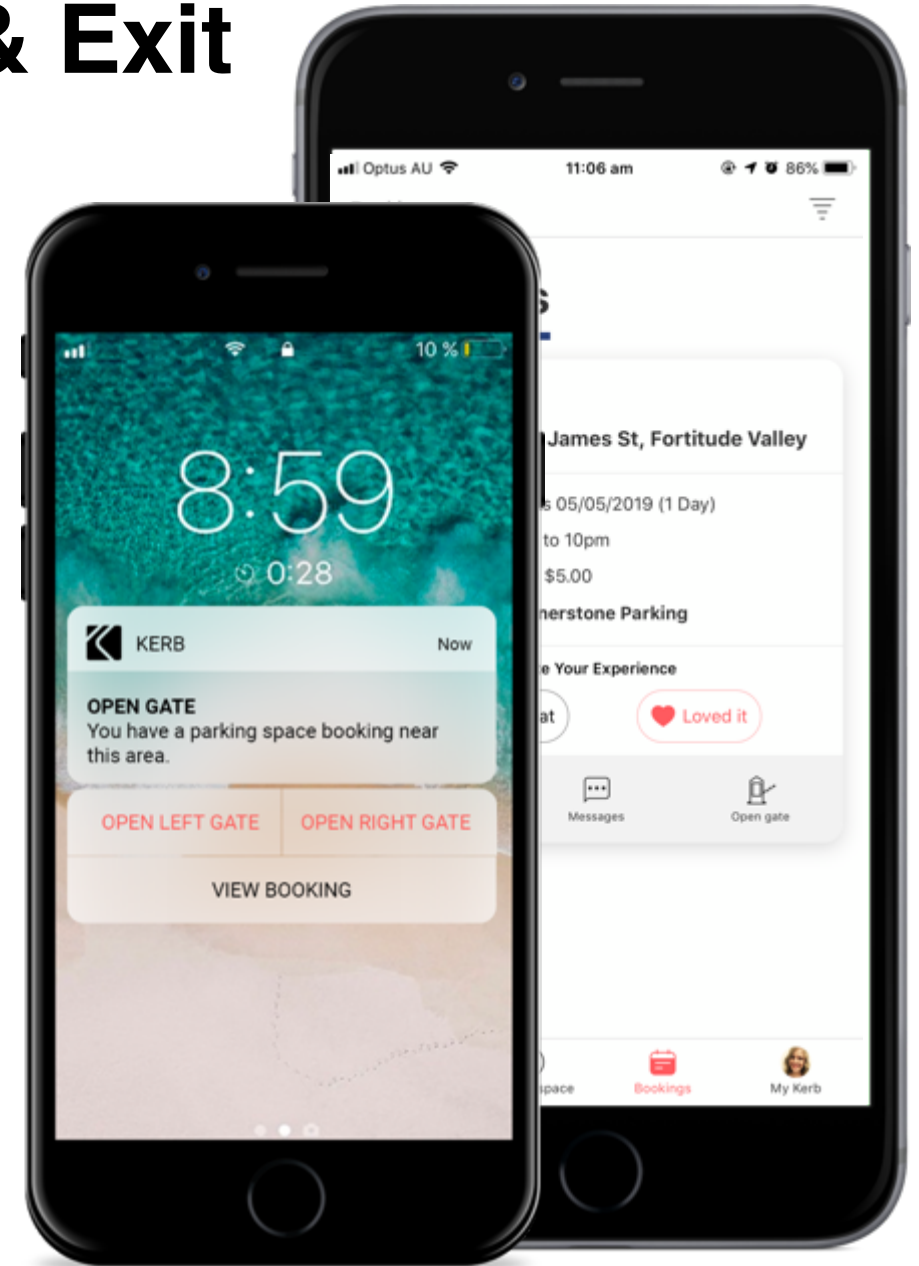 & Exit
Optus AU 11:06 am 86%
s
James St, Fortitude Valley
s 05/05/2019 (1 Day)
to 10pm
$5.00
nerstone Parking
e Your Experience
at Loved it
Messages Open gate
space Bookings My Kerb
10 %
8:59
0:28
KERB Now
OPEN GATE
You have a parking space booking near
this area.
OPEN LEFT GATE OPEN RIGHT GATE
VIEW BOOKING